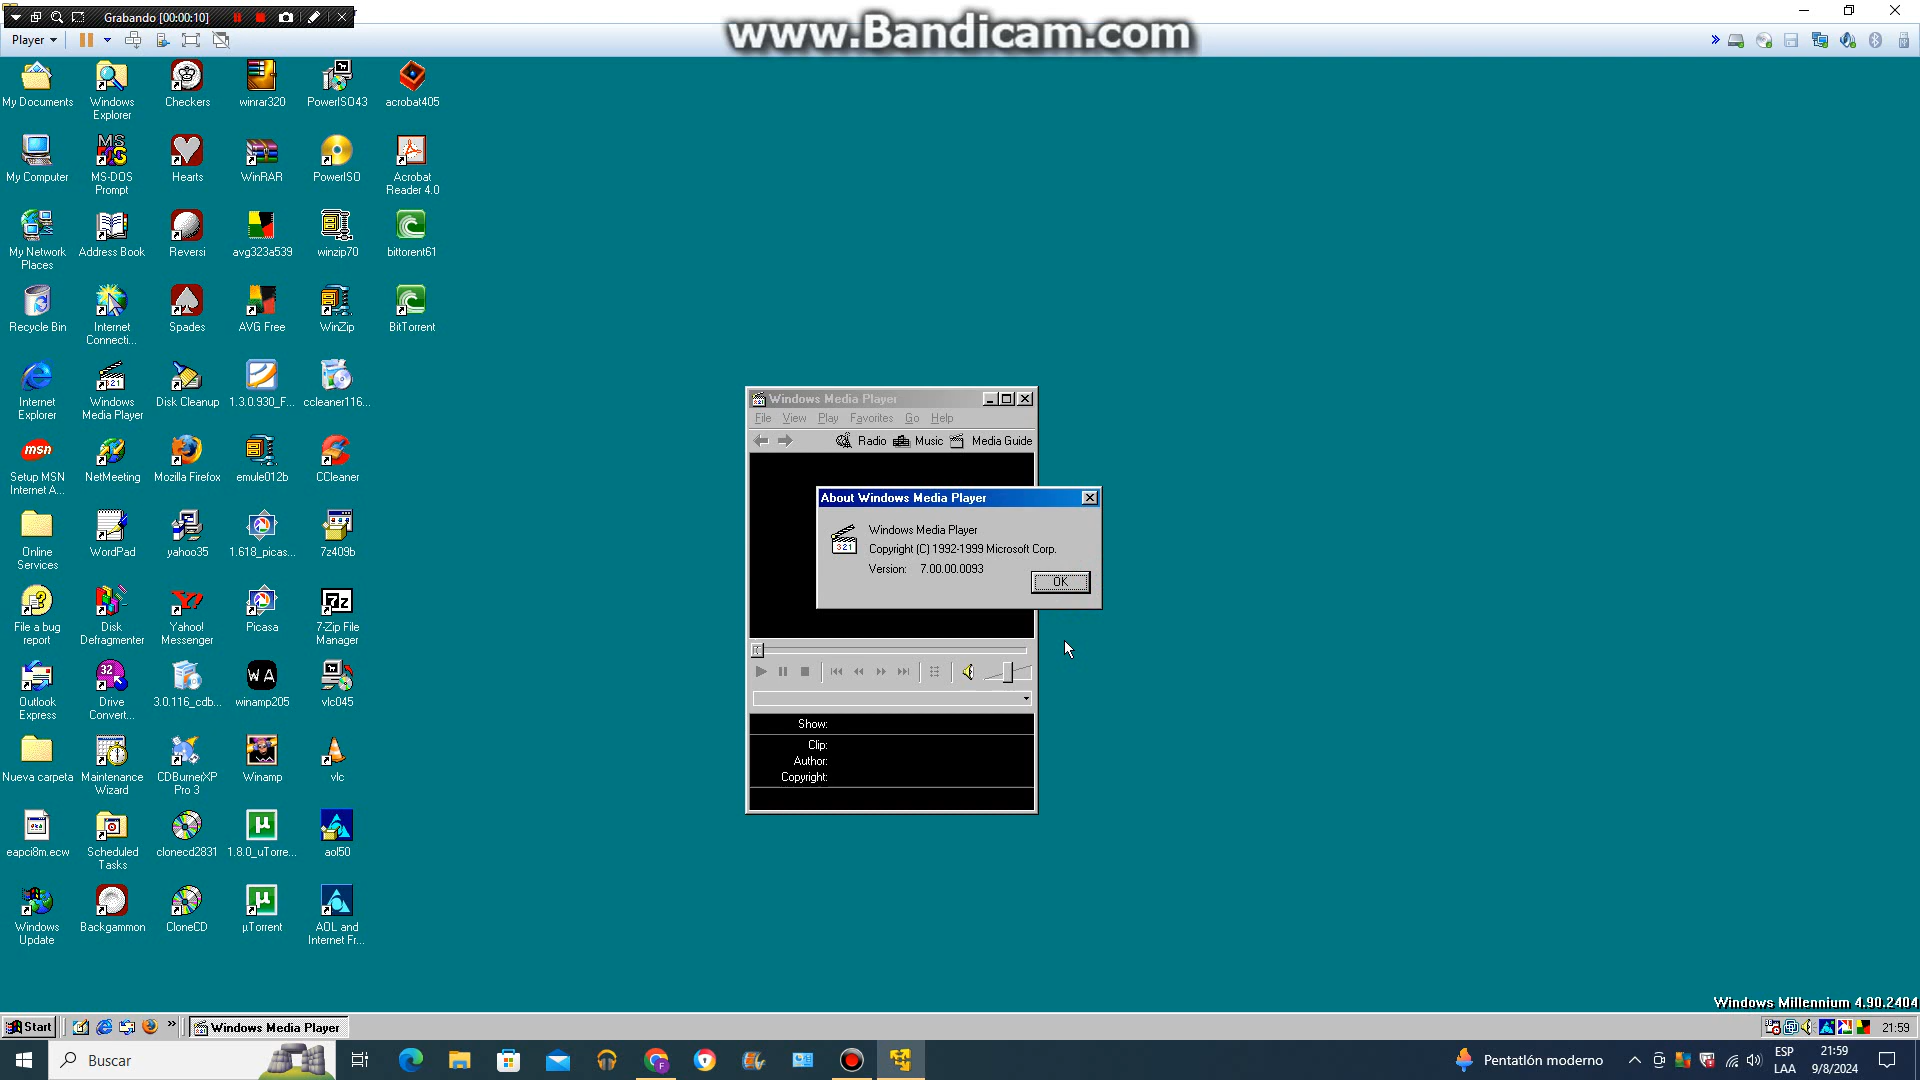 Grabando [00:00:10]
www.Bandicam.com
Player
My Documents
Windows
Explorer
Checkers
winrar320
PowerISO43
acrobat405
My Computer
MS-DOS
Prompt
Hearts
WinRAR
PowerISO
Acrobat
Reader 4.0
My Network
Places
Address Book
Reversi
avg323a539
winzip70
bittorent61
Recycle Bin
Internet
Connecti...
Spades
AVG Free
WinZip
BitTorrent
Internet
Explorer
Windows
Media Player
Disk Cleanup
1.3.0.930_F...
ccleaner116...
Setup MSN
Internet A...
NetMeeting
Mozilla Firefox
emule012b
CCleaner
Online
Services
WordPad
yahoo35
1.618_picas...
7z409b
File a bug
report
Disk
Defragmenter
Yahoo!
Messenger
Picasa
7-Zip File
Manager
Outlook
Express
Drive
Convert...
3.0.116_cdb...
winamp205
vlc045
Nueva carpeta
Maintenance
Wizard
CDBurnerXP
Pro 3
Winamp
vlc
eapci8m.ecw
Scheduled
Tasks
clonecd2831
1.8.0_uTorre...
aol50
Windows
Update
Backgammon
CloneCD
µTorrent
AOL and
Internet Fr...
Windows Media Player
File View Play Favorites Go Help
Radio Music Media Guide
About Windows Media Player
Windows Media Player
Copyright (C) 1992-1999 Microsoft Corp.
Version: 7.00.00.0093
OK
Show:
Clip:
Author:
Copyright:
Windows Millennium 4.90.2404
Start
Windows Media Player
21:59
Buscar
Pentatlón moderno
ESP
LAA
21:59
9/8/2024